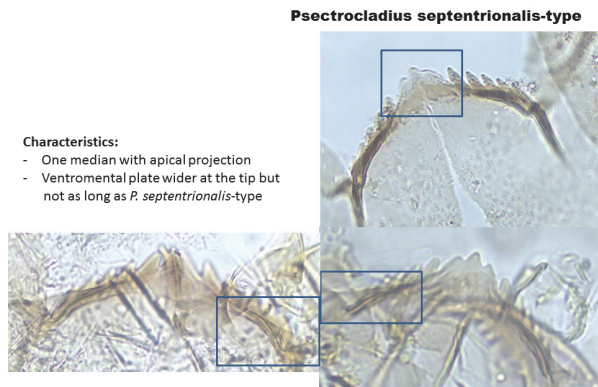 Psectrocladius septentrionalis-type
Characteristics:
- One median with apical projection
- Ventromental plate wider at the tip but
not as long as P. septentrionalis-type